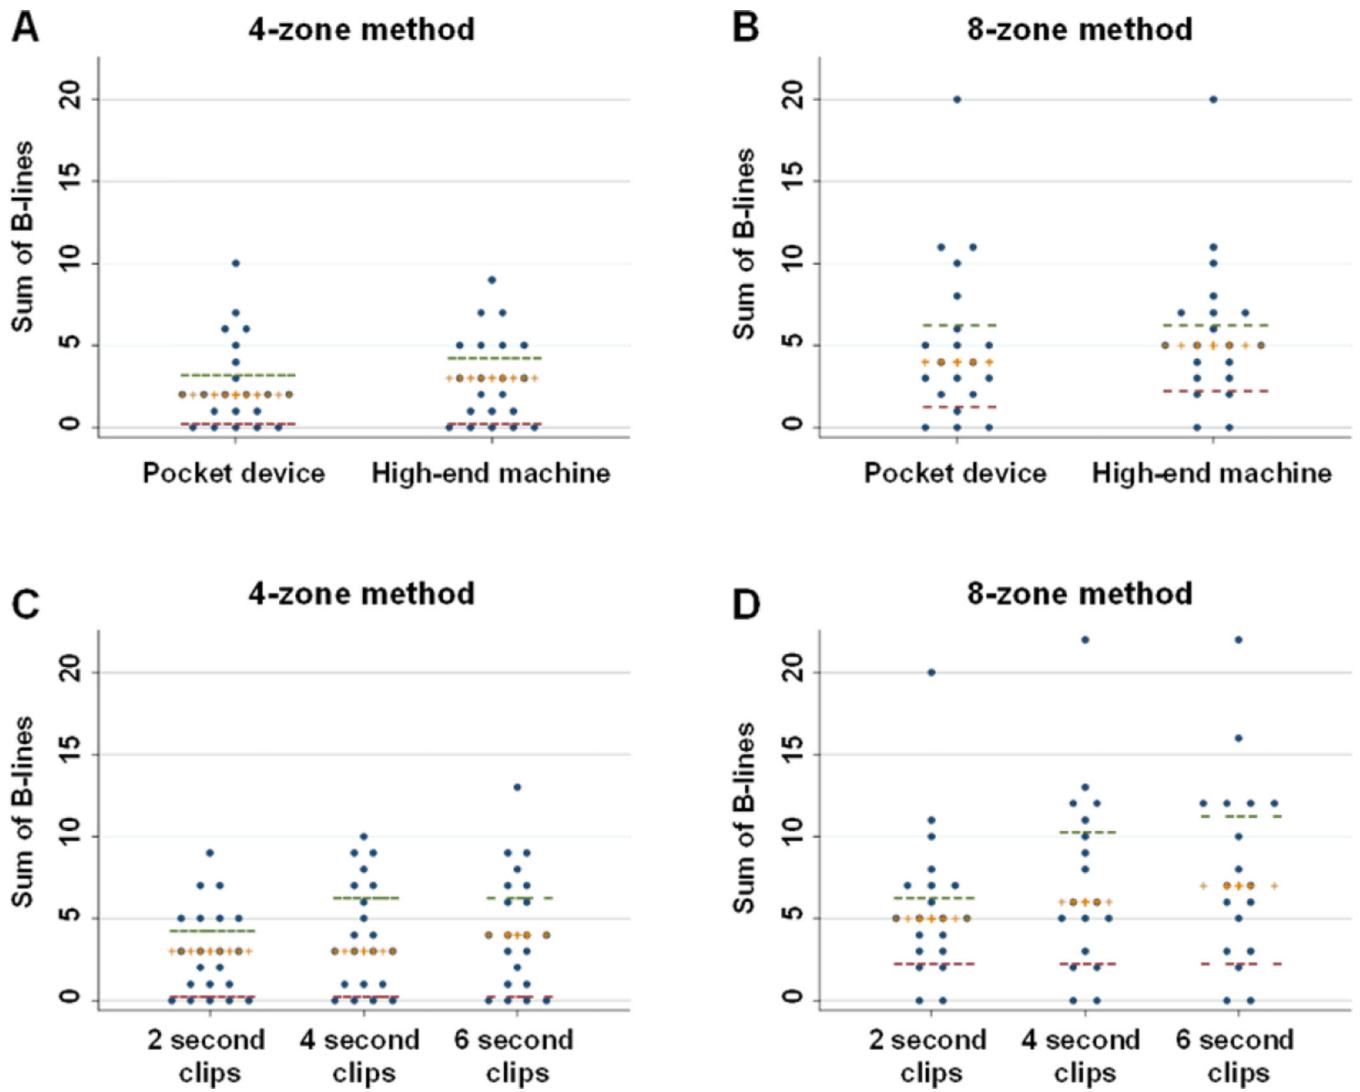 A
4-zone method
Sum of B-lines
20
15
10
5
0
Pocket device
High-end machine
B
8-zone method
Sum of B-lines
20
15
10
5
0
Pocket device
High-end machine
C
4-zone method
Sum of B-lines
20
15
10
5
0
2 second
clips
4 second
clips
6 second
clips
D
8-zone method
Sum of B-lines
20
15
10
5
0
2 second
clips
4 second
clips
6 second
clips